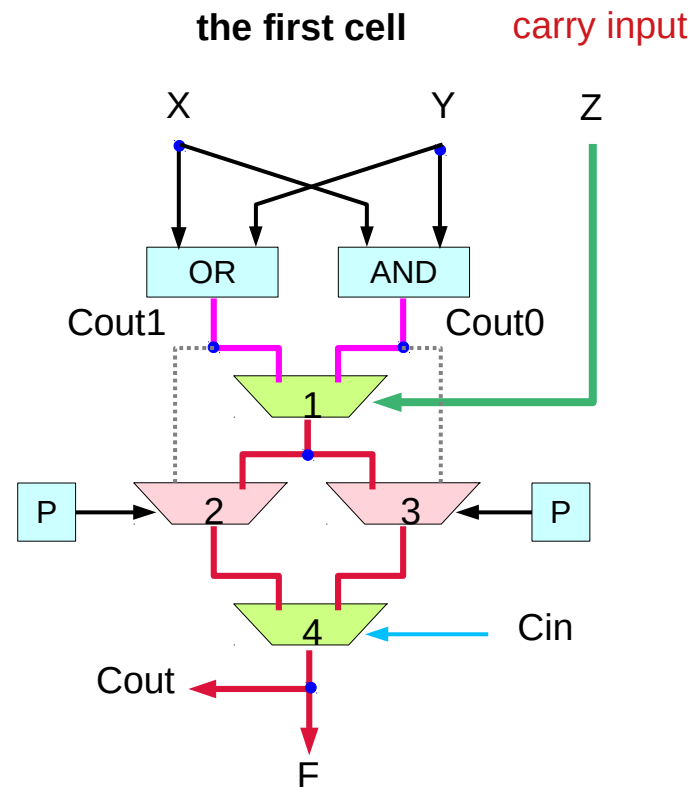 the first cell
carry input
X
Y
Z
OR
AND
Cout1
Cout0
1
P
2
3
P
4
Cin
Cout
F